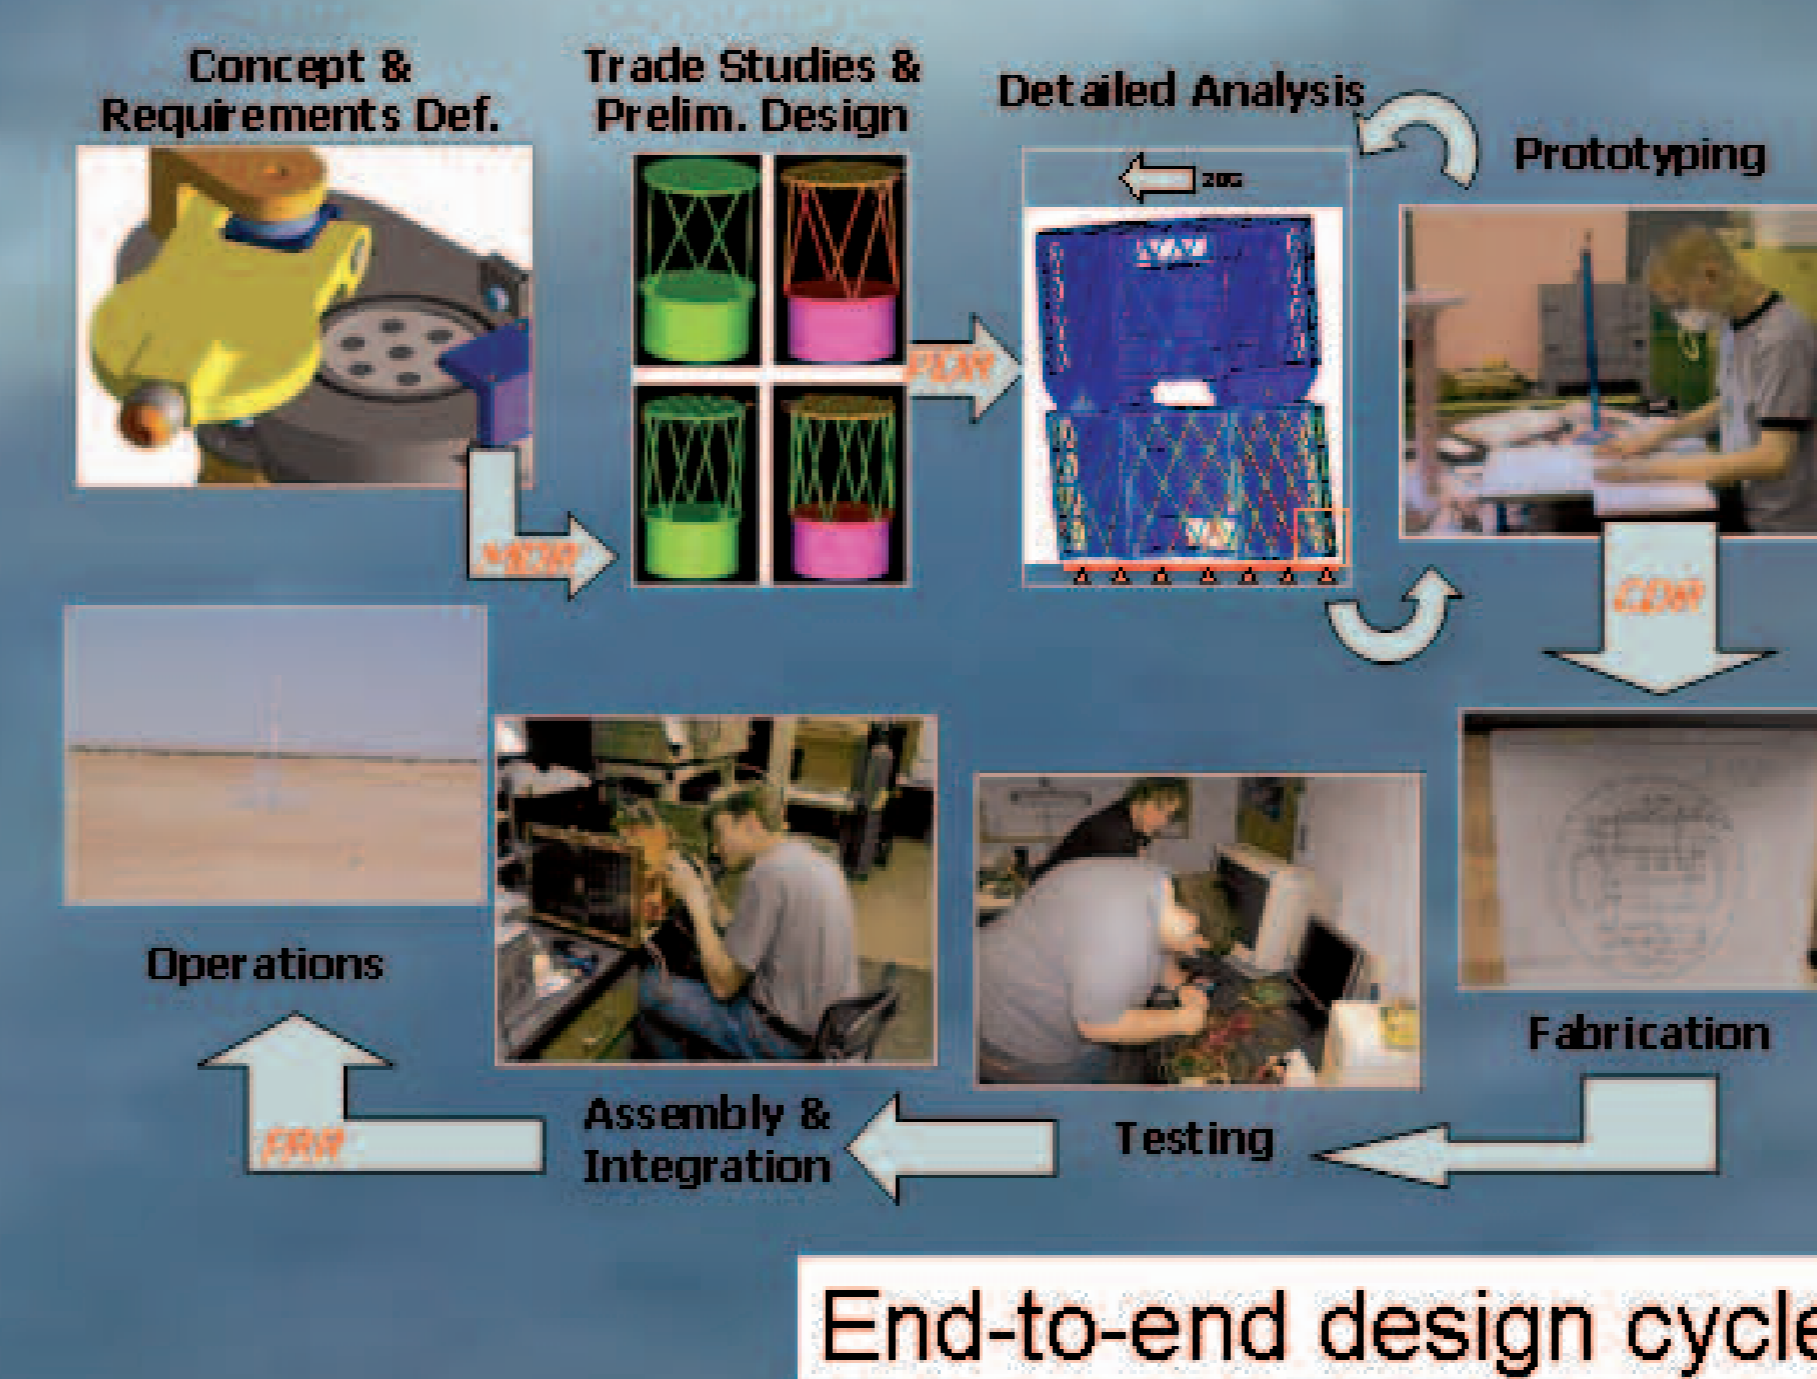 Concept &
Requirements Def.
Trade Studies &
Prelim. Design
Detailed Analysis
Prototyping
20G
PDR
MDR
CDR
Operations
Fabrication
Assembly &
Integration
Testing
FRR
End-to-end design cycle